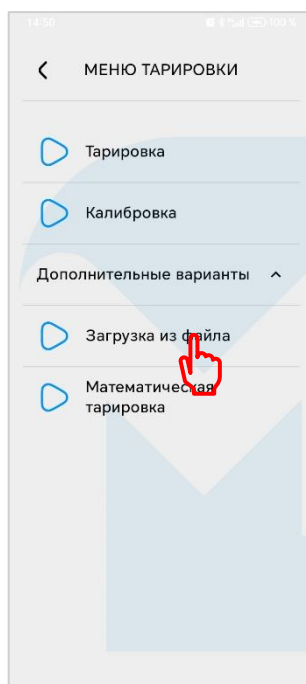 14:50
100 %
МЕНЮ ТАРИРОВКИ
Тарировка
Калибровка
Дополнительные варианты
Загрузка из файла
Математическая
тарировка